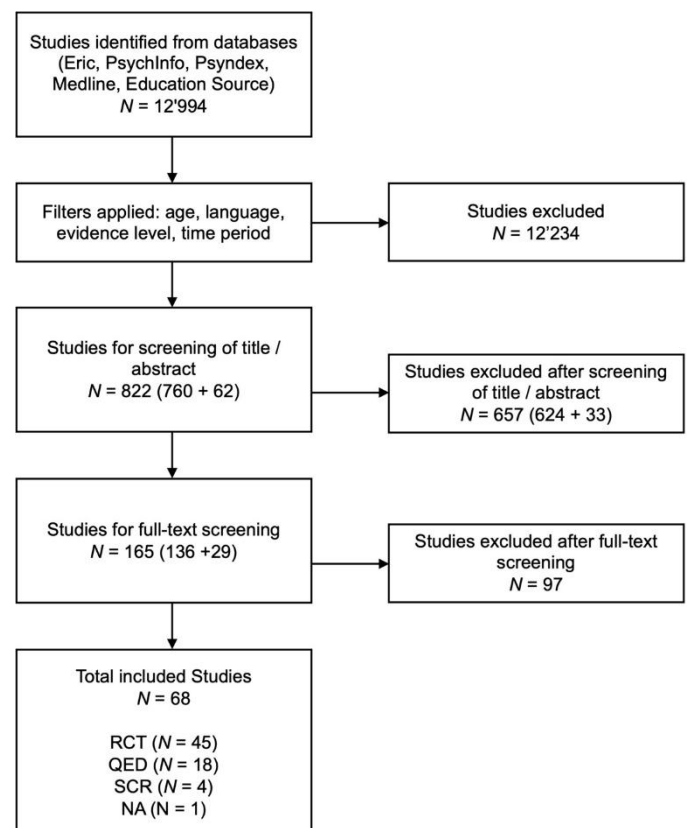 Studies identified from databases
(Eric, PsychInfo, Psyndex,
Medline, Education Source)
N = 12'994
Filters applied: age, language,
evidence level, time period
Studies excluded
N = 12’234
Studies for screening of title /
abstract
N = 822 (760 + 62)
Studies excluded after screening
of title / abstract
N = 657 (624 + 33)
Studies for full-text screening
N = 165 (136 +29)
Studies excluded after full-text
screening
N = 97
Total included Studies
N = 68
RCT (N = 45)
QED (N = 18)
SCR (N = 4)
NA (N = 1)